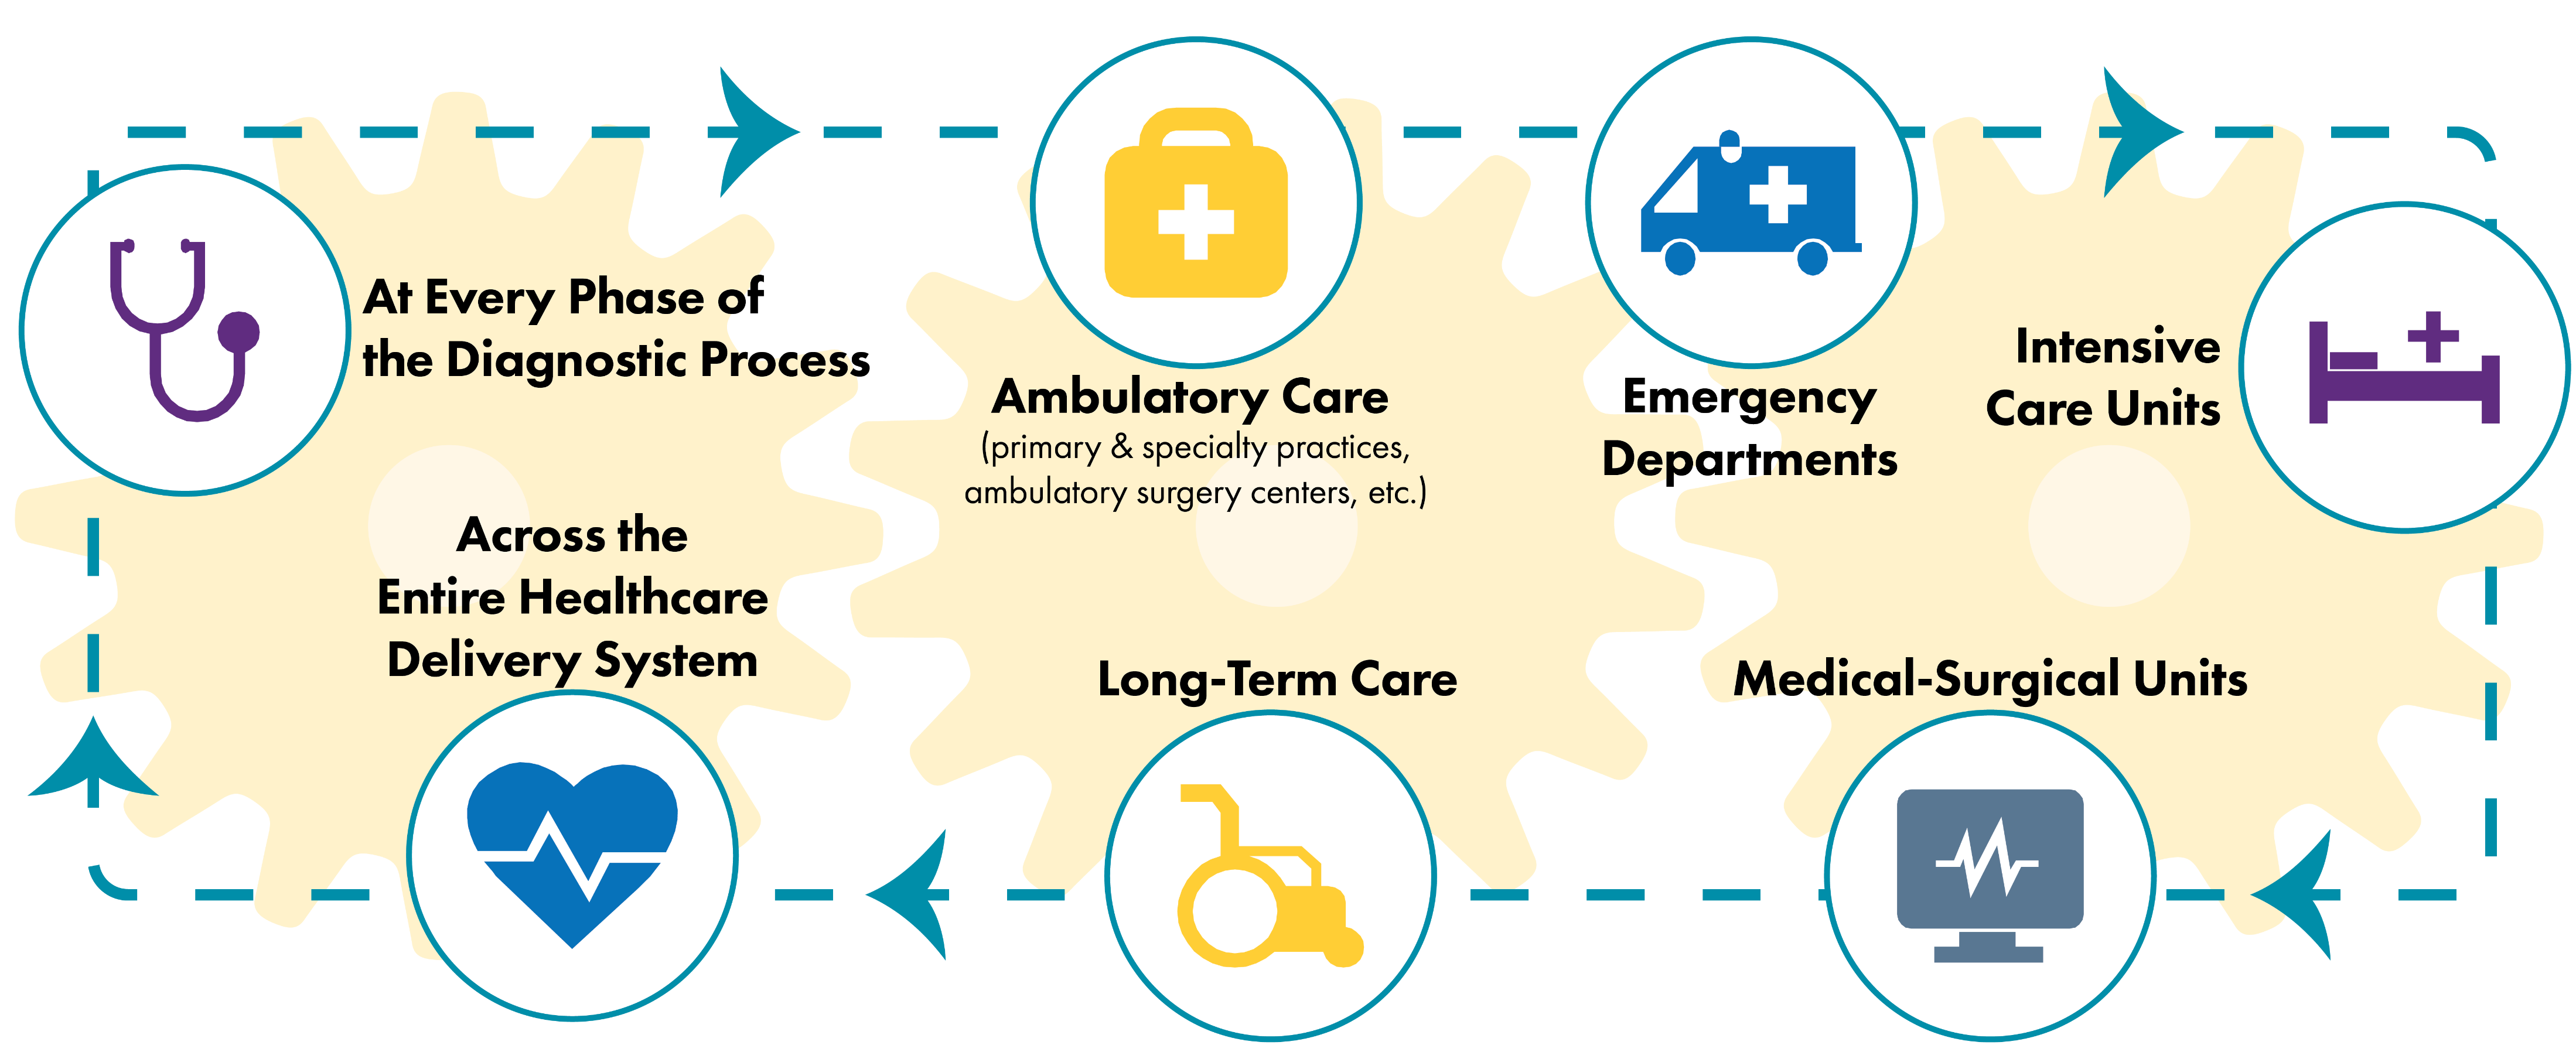 At Every Phase of
the Diagnostic Process
Ambulatory Care
(primary & specialty practices,
ambulatory surgery centers, etc.)
Emergency
Departments
Intensive
Care Units
Medical-Surgical Units
Long-Term Care
Across the
Entire Healthcare
Delivery System